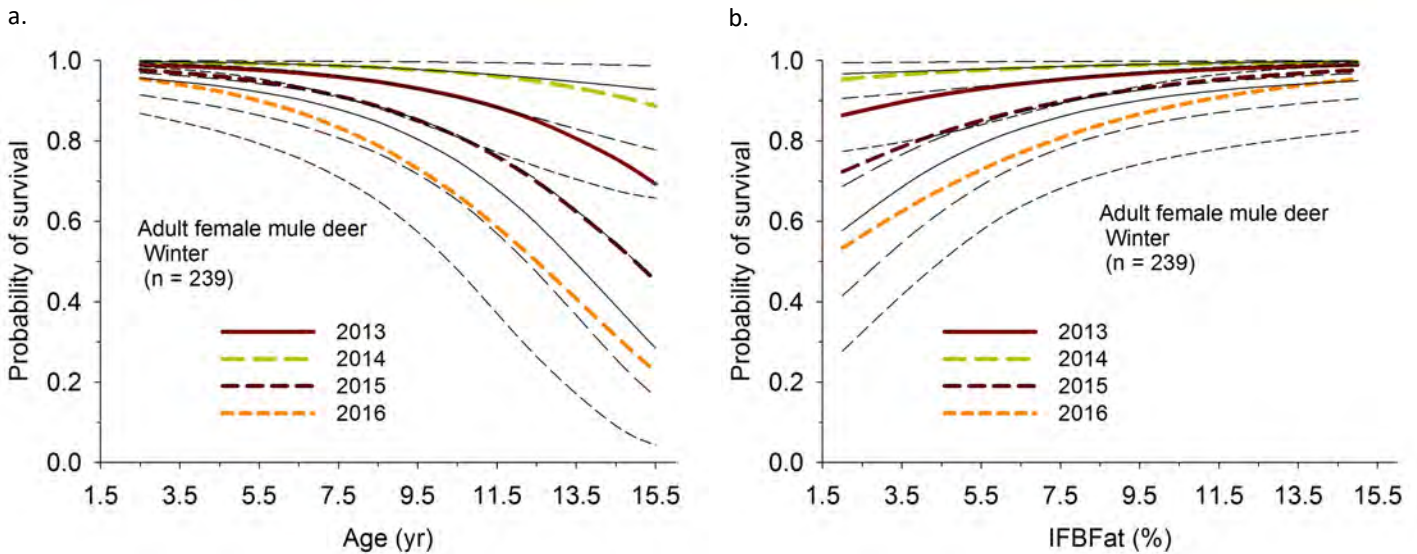 a.
1.0
0.8
0.6
0.4
0.2
0.0
Probability of survival
Adult female mule deer
Winter
(n = 239)
2013
2014
2015
2016
1.5 3.5 5.5 7.5 9.5 11.5 13.5 15.5
Age (yr)
b.
1.0
0.8
0.6
0.4
0.2
0.0
Probability of survival
Adult female mule deer
Winter
(n = 239)
2013
2014
2015
2016
1.5 3.5 5.5 7.5 9.5 11.5 13.5 15.5
IFBFat (%)